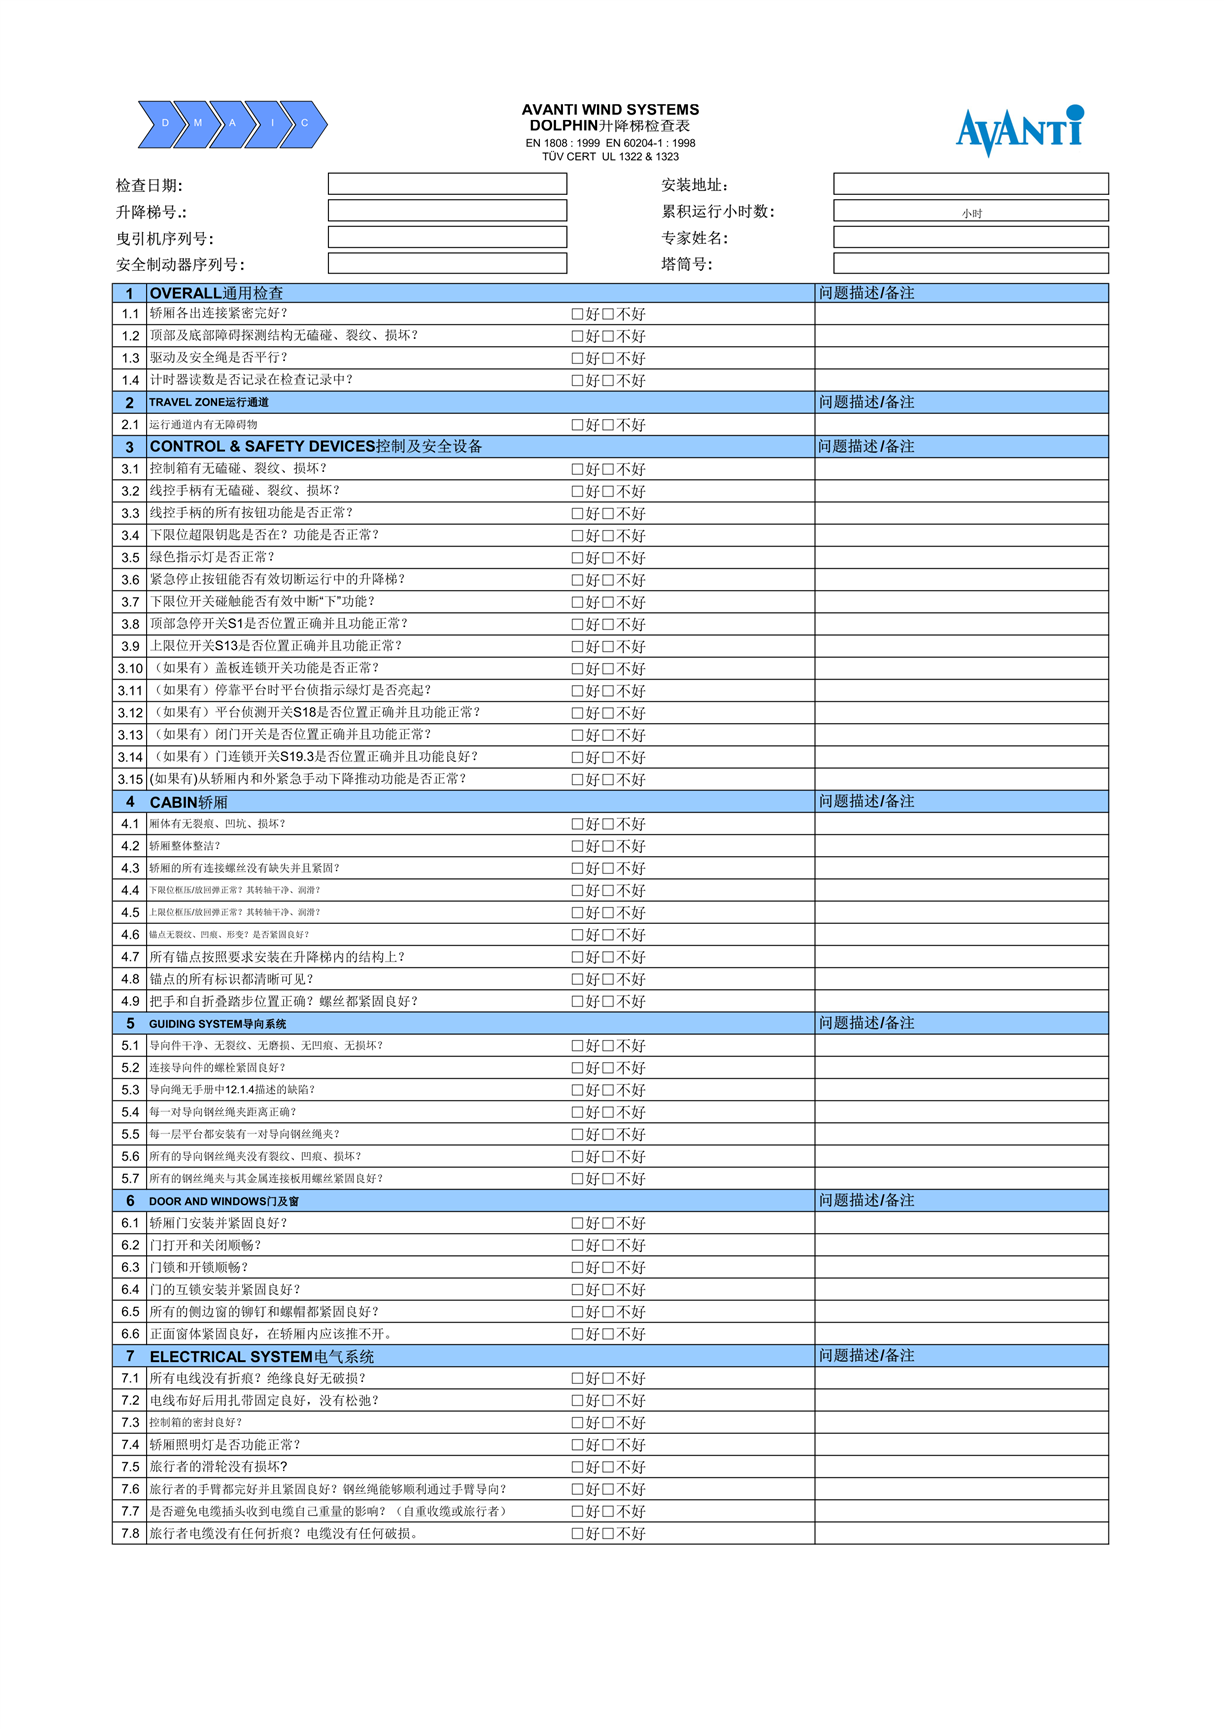 D M A I C
AVANTI WIND SYSTEMS
DOLPHIN升降梯检查表
EN 1808 : 1999 EN 60204-1 : 1998
TÜV CERT UL 1322 & 1323
AVANTI
检查日期: 安装地址:
升降梯号.: 累积运行小时数: 小时
曳引机序列号: 专家姓名:
安全制动器序列号: 塔筒号:
1 OVERALL通用检查 问题描述/备注
1.1 轿厢各出连接紧密完好? □好□不好
1.2 顶部及底部障碍探测结构无磕碰、裂纹、损坏? □好□不好
1.3 驱动及安全绳是否平行? □好□不好
1.4 计时器读数是否记录在检查记录中? □好□不好
2 TRAVEL ZONE运行通道 问题描述/备注
2.1 运行通道内有无障碍物 □好□不好
3 CONTROL & SAFETY DEVICES控制及安全设备 问题描述/备注
3.1 控制箱有无磕碰、裂纹、损坏? □好□不好
3.2 线控手柄有无磕碰、裂纹、损坏? □好□不好
3.3 线控手柄的所有按钮功能是否正常? □好□不好
3.4 下限位超限钥匙是否在? 功能是否正常? □好□不好
3.5 绿色指示灯是否正常? □好□不好
3.6 紧急停止按钮能否有效切断运行中的升降梯? □好□不好
3.7 下限位开关碰触能否有效中断“下”功能? □好□不好
3.8 顶部急停开关S1是否位置正确并且功能正常? □好□不好
3.9 上限位开关S13是否位置正确并且功能正常? □好□不好
3.10 （如果有）盖板连锁开关功能是否正常? □好□不好
3.11 （如果有）停靠平台时平台侦指示绿灯是否亮起? □好□不好
3.12 （如果有）平台侦测开关S18是否位置正确并且功能正常? □好□不好
3.13 （如果有）闭门开关是否位置正确并且功能正常? □好□不好
3.14 （如果有）门连锁开关S19.3是否位置正确并且功能良好? □好□不好
3.15 (如果有)从轿厢内和外紧急手动下降推动功能是否正常? □好□不好
4 CABIN轿厢 问题描述/备注
4.1 厢体有无裂痕、凹坑、损坏? □好□不好
4.2 轿厢整体整洁? □好□不好
4.3 轿厢的所有连接螺丝没有缺失并且紧固? □好□不好
4.4 下限位框压/放回弹正常? 其转轴干净、润滑? □好□不好
4.5 上限位框压/放回弹正常? 其转轴干净、润滑? □好□不好
4.6 锚点无裂纹、凹痕、形变? 是否紧固良好? □好□不好
4.7 所有锚点按照要求安装在升降梯内的结构上? □好□不好
4.8 锚点的所有标识都清晰可见? □好□不好
4.9 把手和自折叠踏步位置正确? 螺丝都紧固良好? □好□不好
5 GUIDING SYSTEM导向系统 问题描述/备注
5.1 导向件干净、无裂纹、无磨损、无凹痕、无损坏? □好□不好
5.2 连接导向件的螺栓紧固良好? □好□不好
5.3 导向绳无手册中12.1.4描述的缺陷? □好□不好
5.4 每一对导向钢丝绳夹距离正确? □好□不好
5.5 每一层平台都安装有一对导向钢丝绳夹? □好□不好
5.6 所有的导向钢丝绳夹没有裂纹、凹痕、损坏? □好□不好
5.7 所有的钢丝绳夹与其金属连接板用螺丝紧固良好? □好□不好
6 DOOR AND WINDOWS门及窗 问题描述/备注
6.1 轿厢门安装并紧固良好? □好□不好
6.2 门打开和关闭顺畅? □好□不好
6.3 门锁和开锁顺畅? □好□不好
6.4 门的互锁安装并紧固良好? □好□不好
6.5 所有的侧边窗的铆钉和螺帽都紧固良好? □好□不好
6.6 正面窗体紧固良好，在轿厢内应该推不开。 □好□不好
7 ELECTRICAL SYSTEM电气系统 问题描述/备注
7.1 所有电线没有折痕? 绝缘良好无破损? □好□不好
7.2 电线布好后用扎带固定良好，没有松弛? □好□不好
7.3 控制箱的密封良好? □好□不好
7.4 轿厢照明灯是否功能正常? □好□不好
7.5 旅行者的滑轮没有损坏? □好□不好
7.6 旅行者的手臂都完好并且紧固良好? 钢丝绳能够顺利通过手臂导向? □好□不好
7.7 是否避免电缆插头收到电缆自己重量的影响? （自重收缆或旅行者） □好□不好
7.8 旅行者电缆没有任何折痕? 电缆没有任何破损。 □好□不好